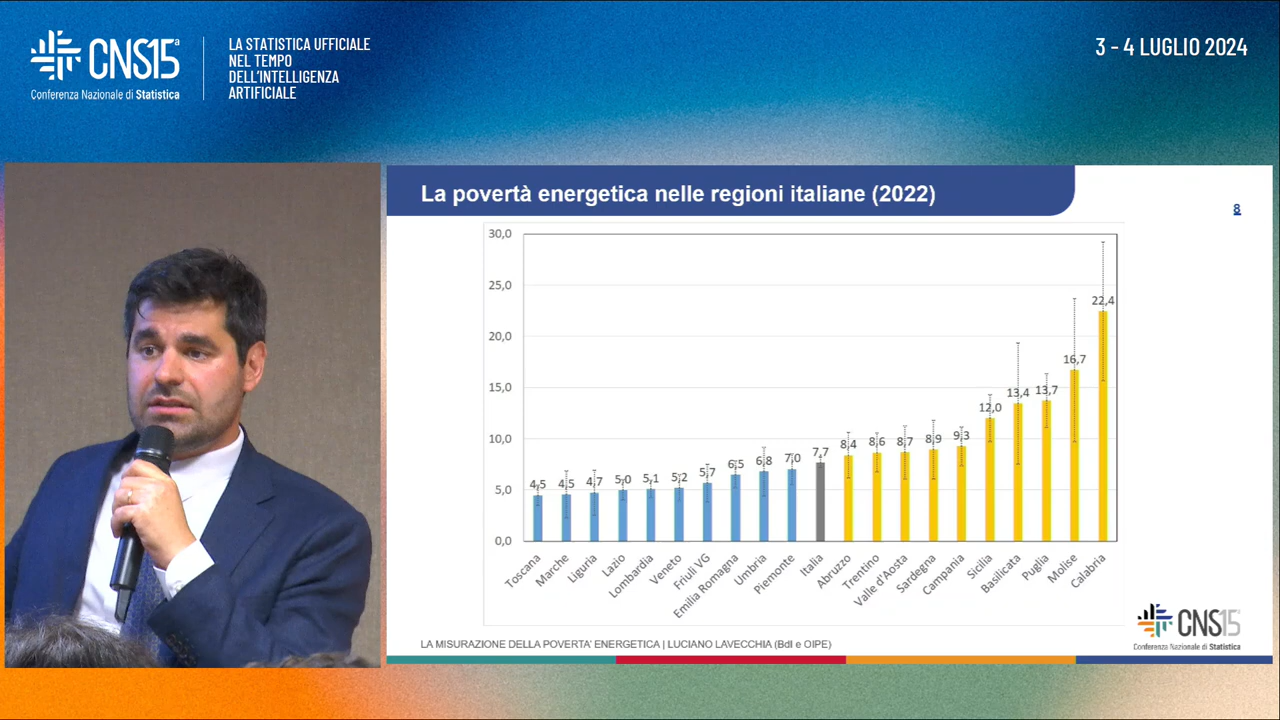 CNS15ª
Conferenza Nazionale di Statistica
LA STATISTICA UFFICIALE
NEL TEMPO
DELL'INTELLIGENZA
ARTIFICIALE
3 - 4 LUGLIO 2024
La povertà energetica nelle regioni italiane (2022)
8
30,0
25,0
20,0
15,0
10,0
5,0
0,0
4,5
4,5
4,7
5,0
5,1
5,2
5,7
6,5
6,8
7,0
7,7
8,4
8,6
8,7
8,9
9,3
12,0
13,4
13,7
16,7
22,4
Toscana
Marche
Liguria
Lazio
Lombardia
Veneto
Friuli VG
Emilia Romagna
Umbria
Piemonte
Italia
Abruzzo
Trentino
Valle d'Aosta
Sardegna
Campania
Sicilia
Basilicata
Puglia
Molise
Calabria
LA MISURAZIONE DELLA POVERTA' ENERGETICA | LUCIANO LAVECCHIA (BdI e OIPE)
CNS15ª
Conferenza Nazionale di Statistica